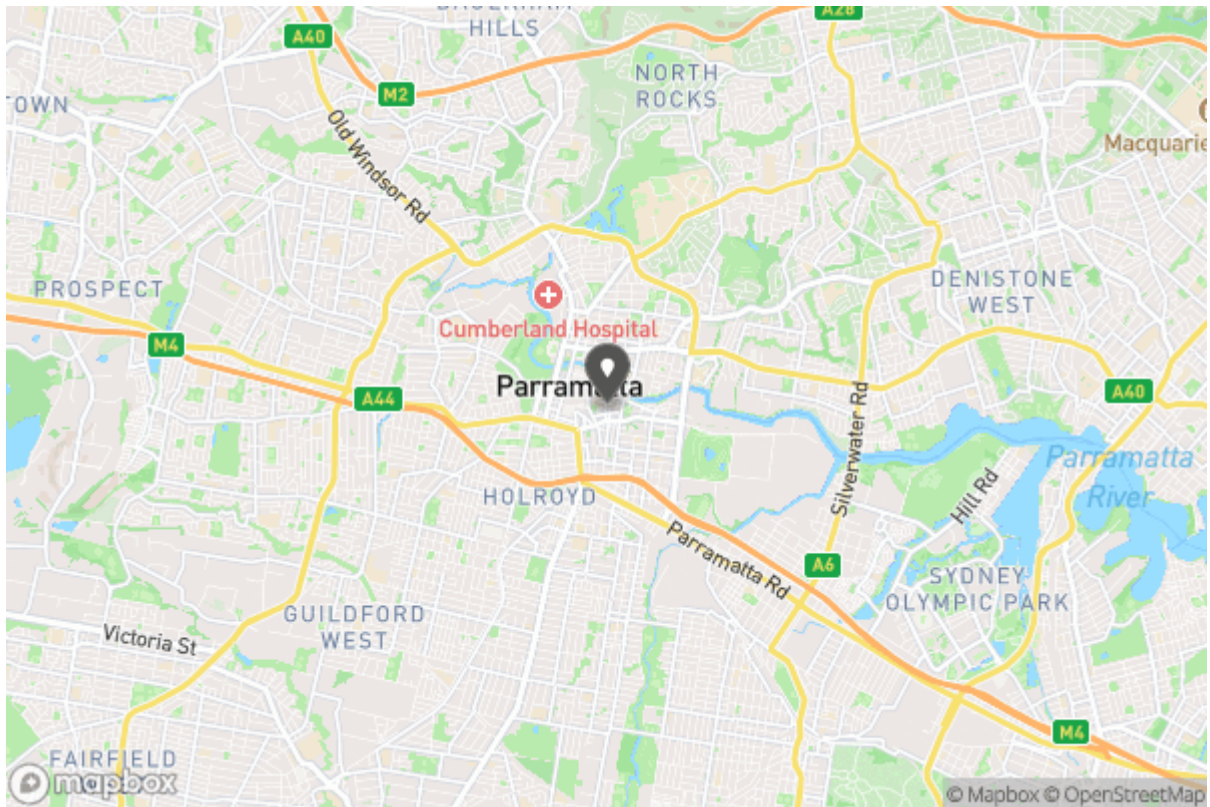 HILLS
A40
A28
M2
NORTH
ROCKS
TOWN
Old Windsor Rd
Macquarie
PROSPECT
DENISTONE
WEST
Cumberland Hospital
M4
Parramatta
A44
A40
Silverwater Rd
Parramatta
River
HOLROYD
Hill Rd
Parramatta Rd
A6
SYDNEY
OLYMPIC PARK
GUILDFORD
WEST
Victoria St
M4
FAIRFIELD
mapbox
© Mapbox © OpenStreetMap